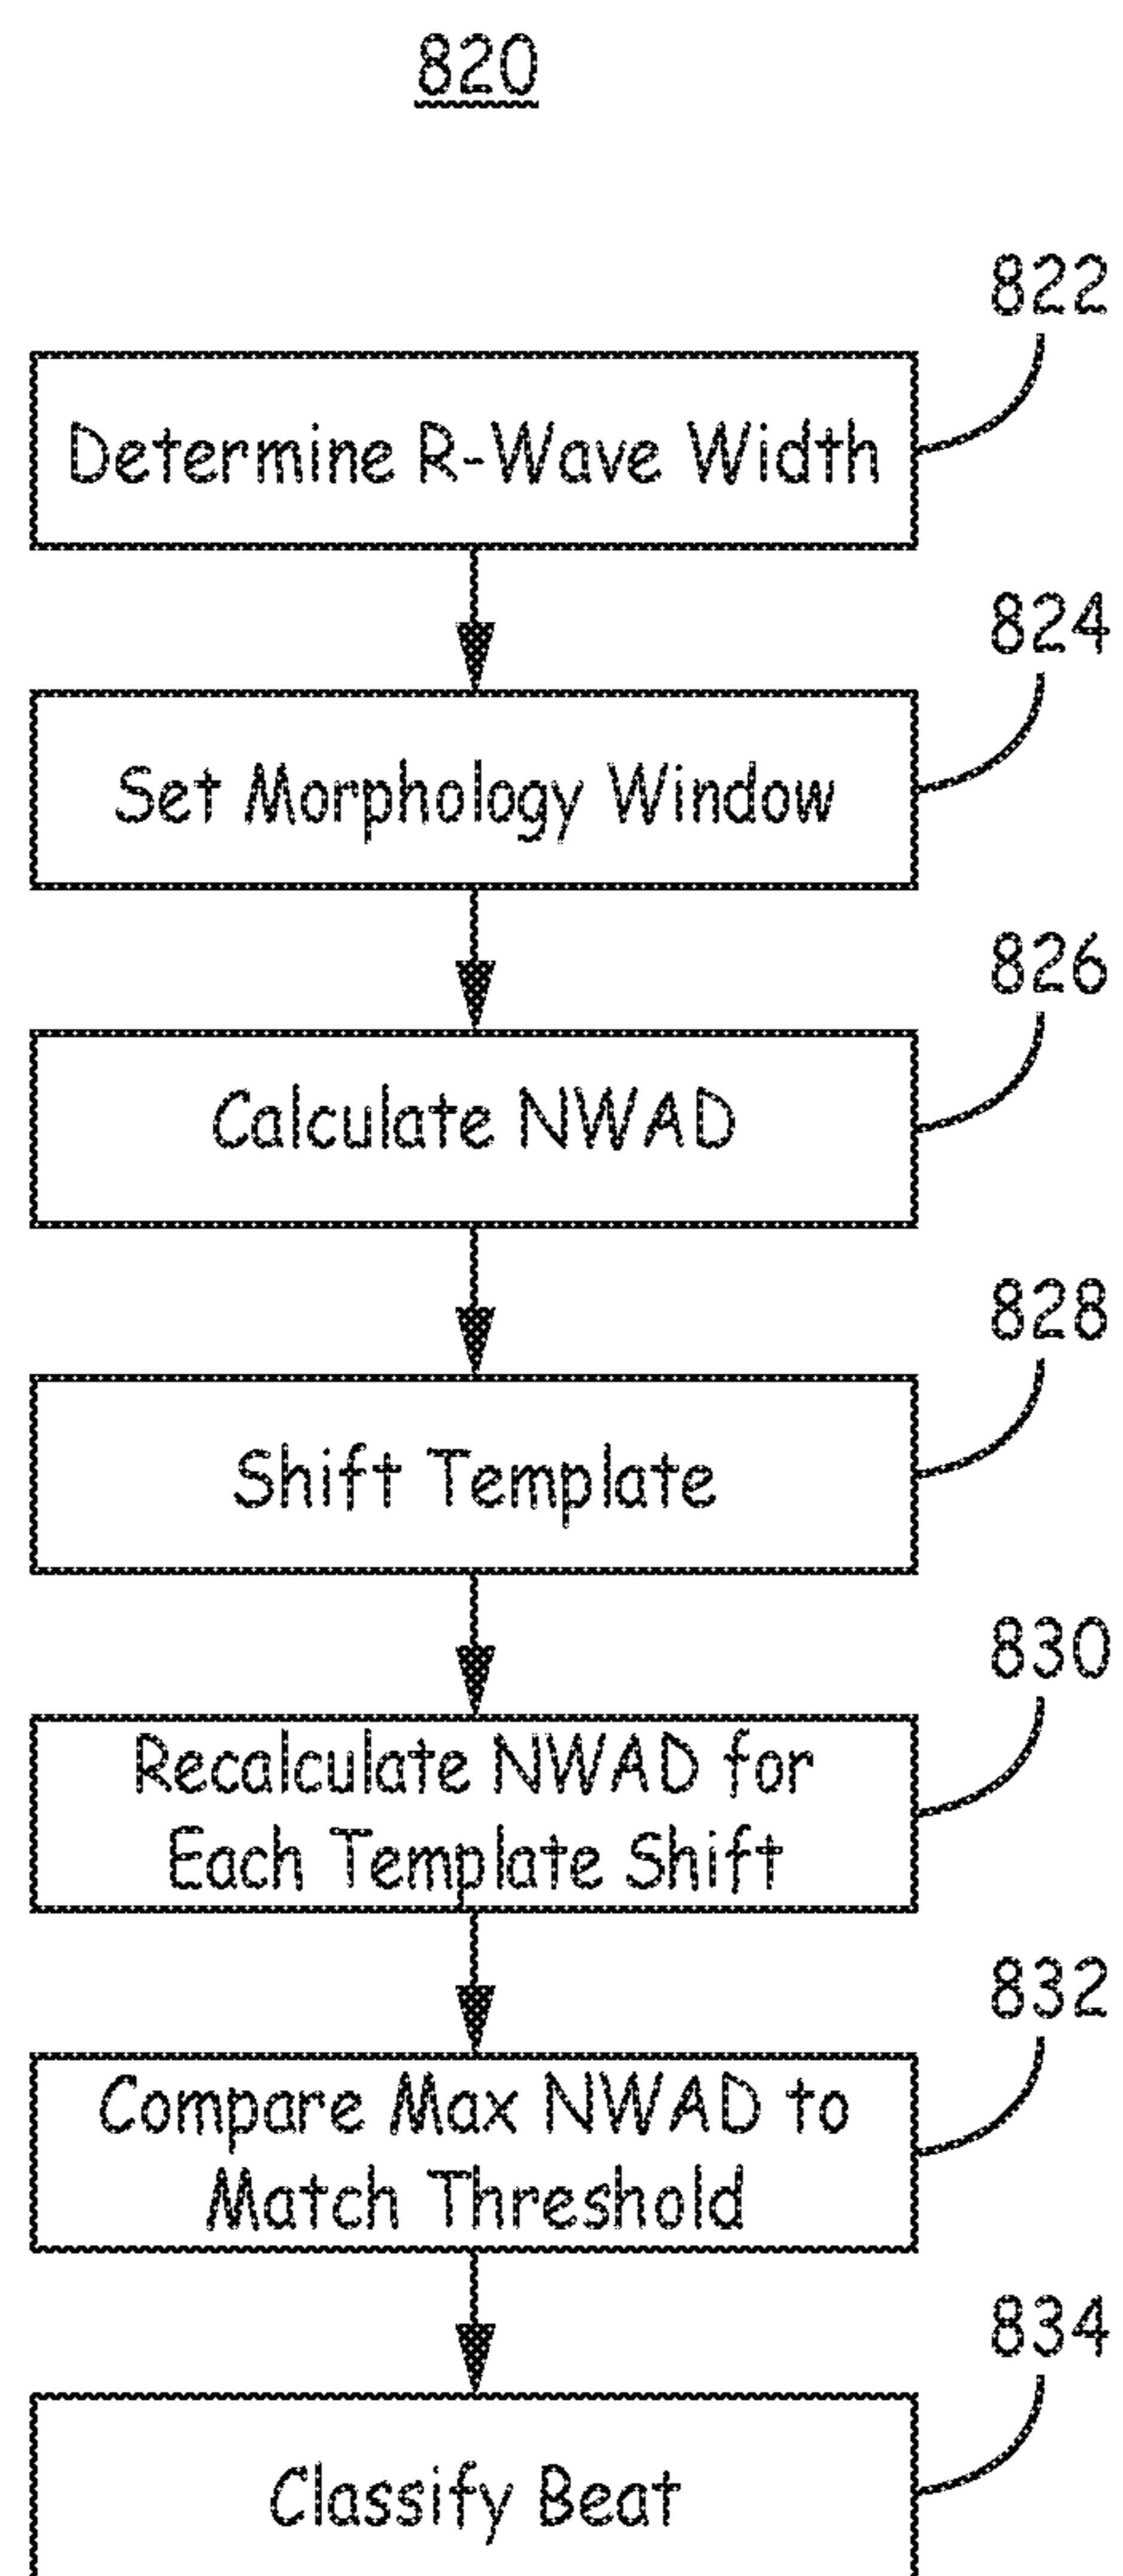 820
822
Determine R-Wave Width
824
Set Morphology Window
826
Calculate NWAD
828
Shift Template
830
Recalculate NWAD for
Each Template Shift
832
Compare Max NWAD to
Match Threshold
834
Classify Beat